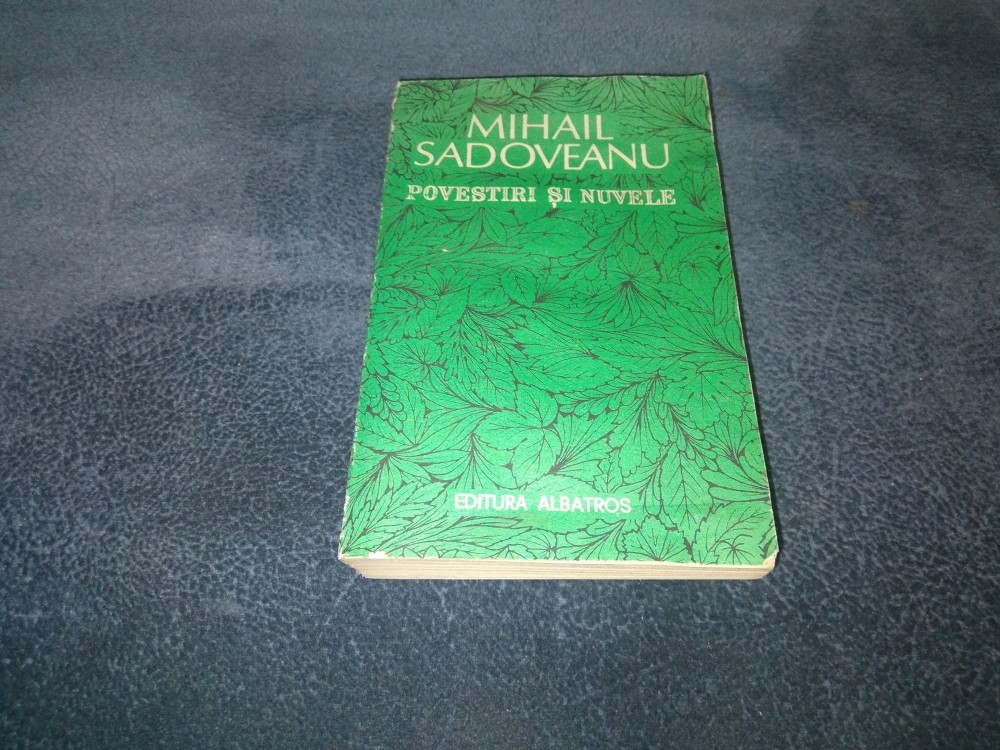 MIHAIL
SADOVEANU
POVESTIRI ȘI NUVELE
EDITURA ALBATROS